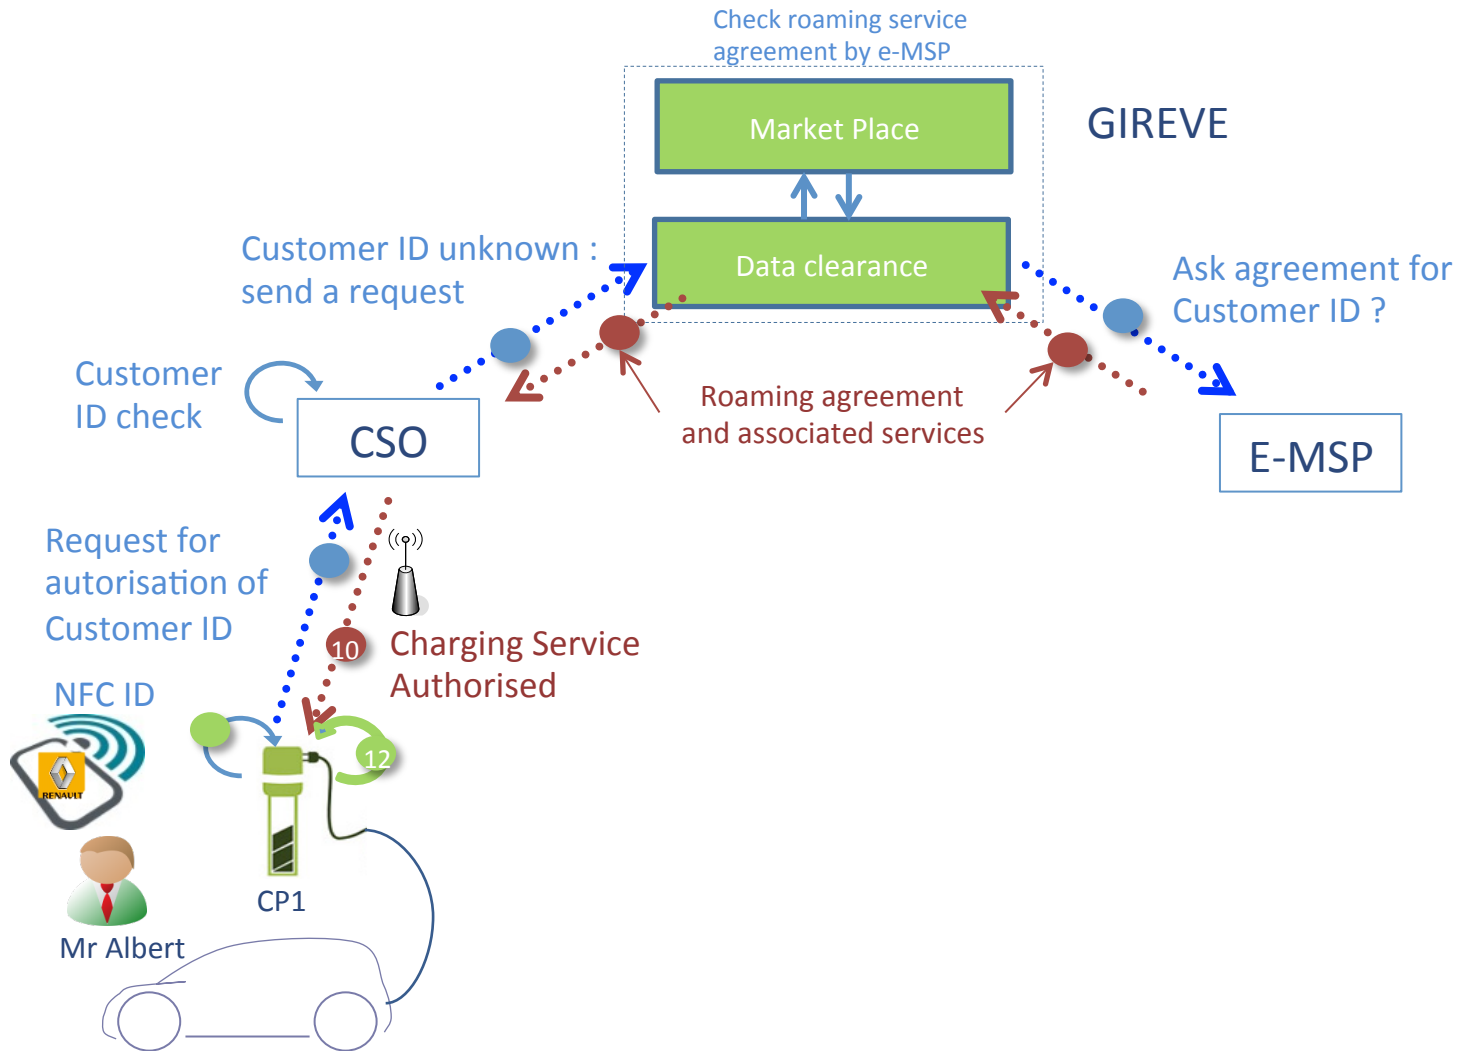 Check roaming service
agreement by e-MSP
Market Place
GIREVE
Data clearance
Customer ID unknown :
send a request
Ask agreement for
Customer ID ?
Customer
ID check
CSO
Roaming agreement
and associated services
E-MSP
Request for
autorisation of
Customer ID
10
Charging Service
Authorised
NFC ID
RENAULT
12
CP1
Mr Albert